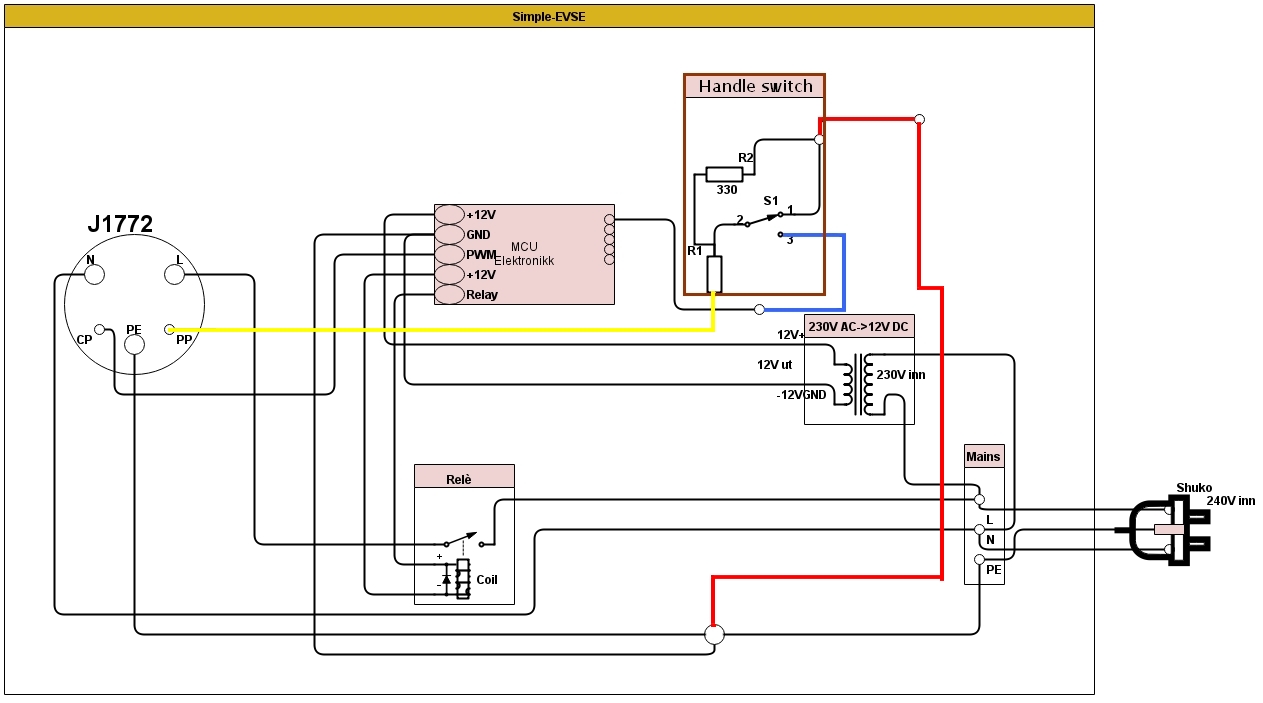 Simple-EVSE
Handle switch
R2
330
S1
1
2
3
R1
J1772
N
L
CP
PE
PP
+12V
GND
PWM
+12V
Relay
MCU
Elektronikk
230V AC->12V DC
12V+
12V ut
230V inn
-12VGND
Mains
L
N
PE
Shuko
240V inn
Relè
+
-
Coil